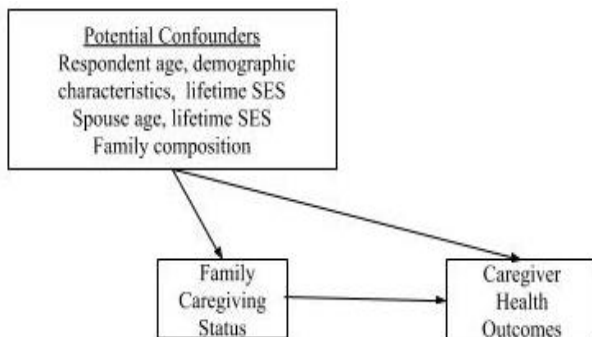 Potential Confounders
Respondent age, demographic
characteristics, lifetime SES
Spouse age, lifetime SES
Family composition
Family
Caregiving
Status
Caregiver
Health
Outcomes